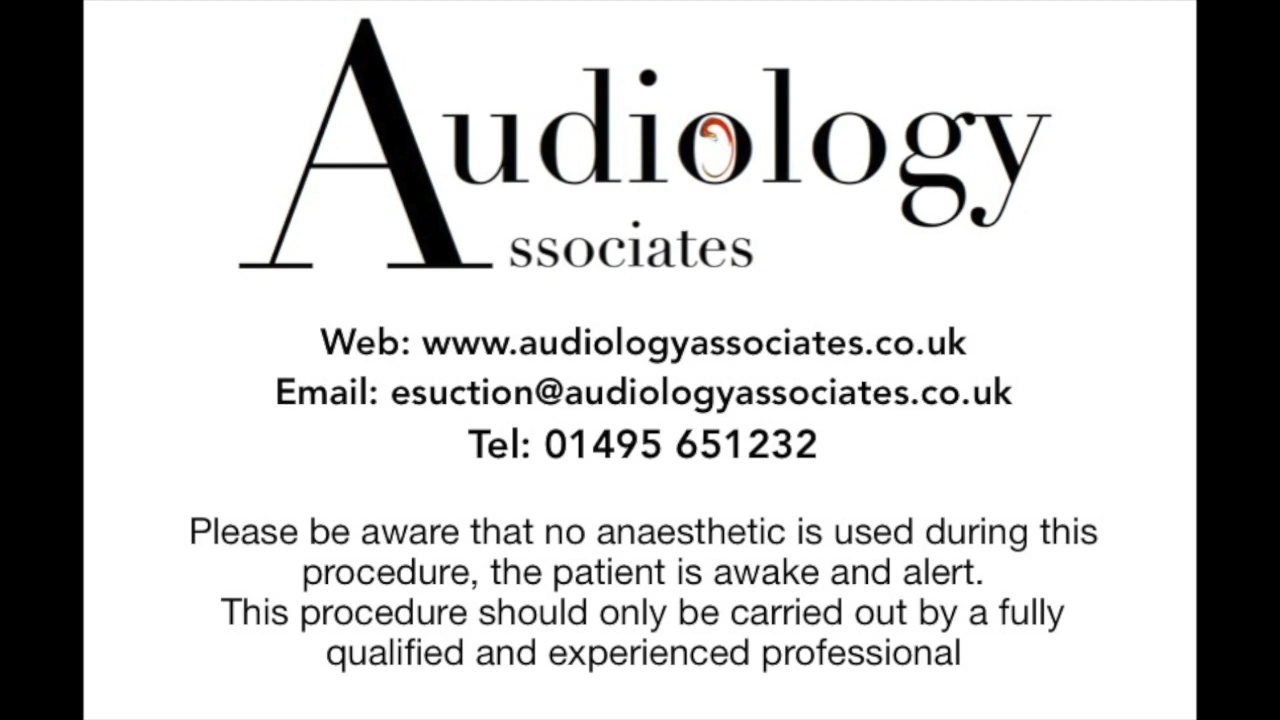 Audiology
Associates
Web: www.audiologyassociates.co.uk
Email: esuction@audiologyassociates.co.uk
Tel: 01495 651232
Please be aware that no anaesthetic is used during this
procedure, the patient is awake and alert.
This procedure should only be carried out by a fully
qualified and experienced professional